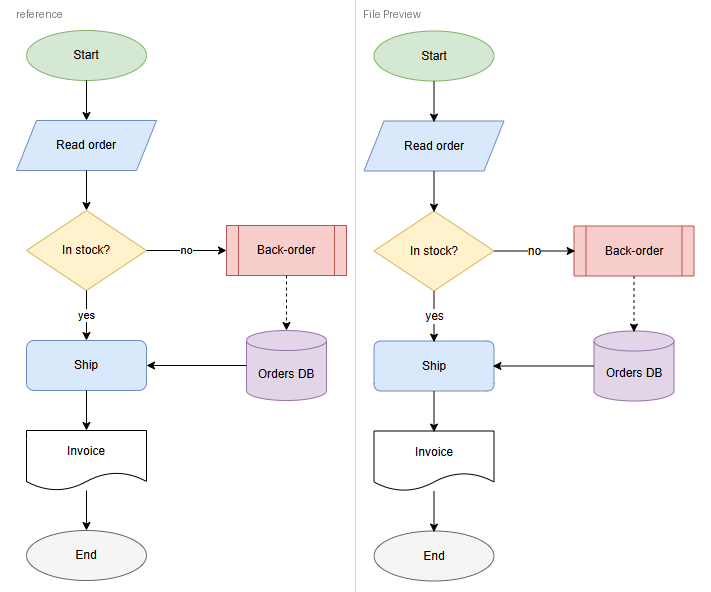 reference
Start
Read order
In stock?
no
Back-order
yes
Ship
Orders DB
Invoice
End
File Preview
Start
Read order
In stock?
no
Back-order
yes
Ship
Orders DB
Invoice
End